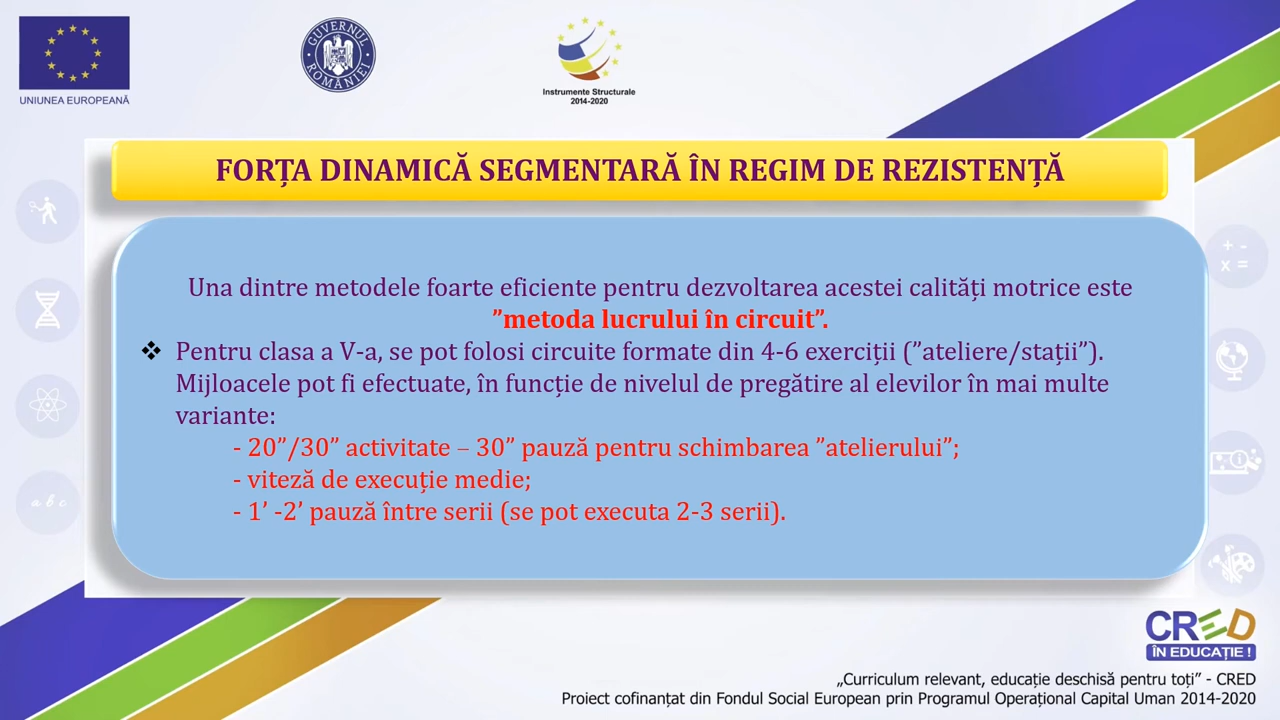 UNIUNEA EUROPEANĂ
GUVERNUL ROMÂNIEI
Instrumente Structurale
2014-2020
FORȚA DINAMICĂ SEGMENTARĂ ÎN REGIM DE REZISTENȚĂ
Una dintre metodele foarte eficiente pentru dezvoltarea acestei calități motrice este
”metoda lucrului în circuit”.
❖ Pentru clasa a V-a, se pot folosi circuite formate din 4-6 exerciții (”ateliere/stații”).
Mijloacele pot fi efectuate, în funcție de nivelul de pregătire al elevilor în mai multe
variante:
- 20”/30” activitate – 30” pauză pentru schimbarea ”atelierului”;
- viteză de execuție medie;
- 1’ -2’ pauză între serii (se pot executa 2-3 serii).
+ -
x =
a b c
CRED
ÎN EDUCAȚIE !
„Curriculum relevant, educație deschisă pentru toți” - CRED
Proiect cofinanțat din Fondul Social European prin Programul Operațional Capital Uman 2014-2020